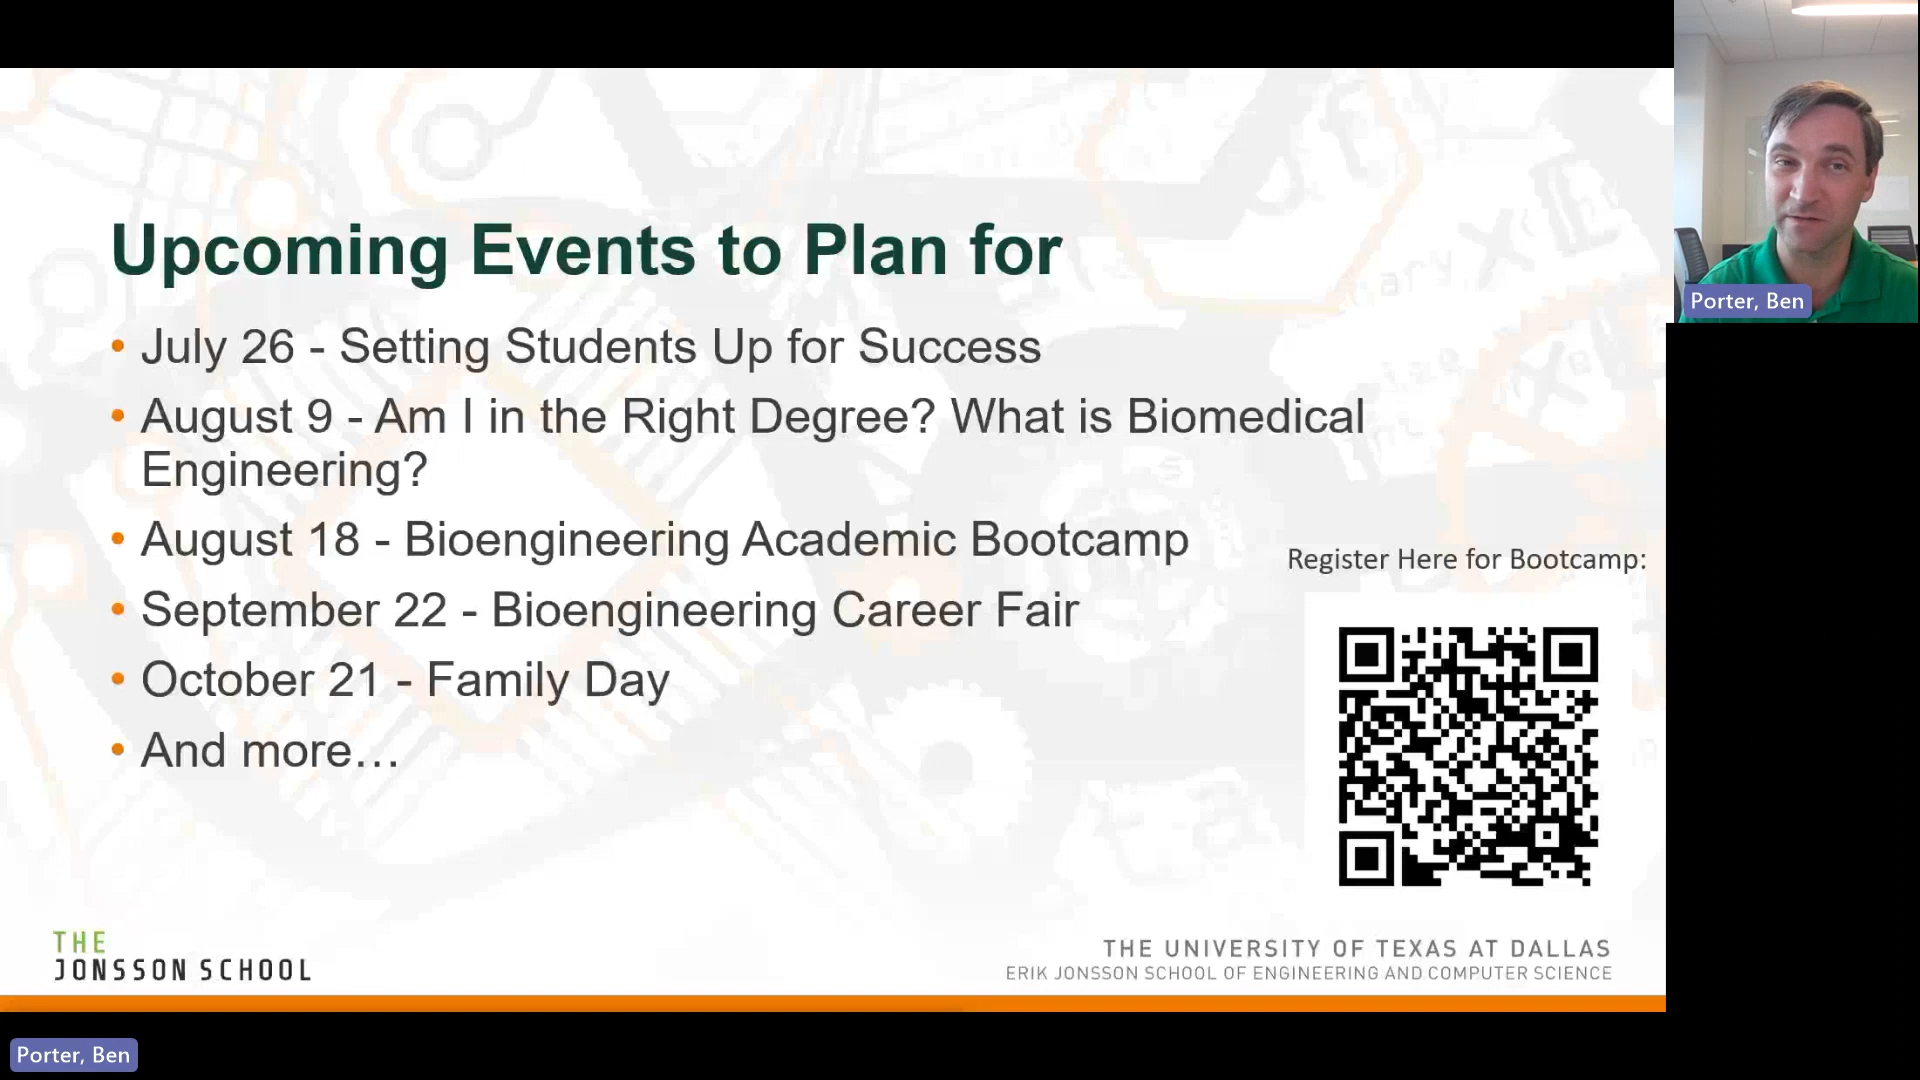 Upcoming Events to Plan for
• July 26 - Setting Students Up for Success
• August 9 - Am I in the Right Degree? What is Biomedical
Engineering?
• August 18 - Bioengineering Academic Bootcamp
• September 22 - Bioengineering Career Fair
• October 21 - Family Day
• And more…
Register Here for Bootcamp:
THE
JONSSON SCHOOL
THE UNIVERSITY OF TEXAS AT DALLAS
ERIK JONSSON SCHOOL OF ENGINEERING AND COMPUTER SCIENCE
Porter, Ben
Porter, Ben